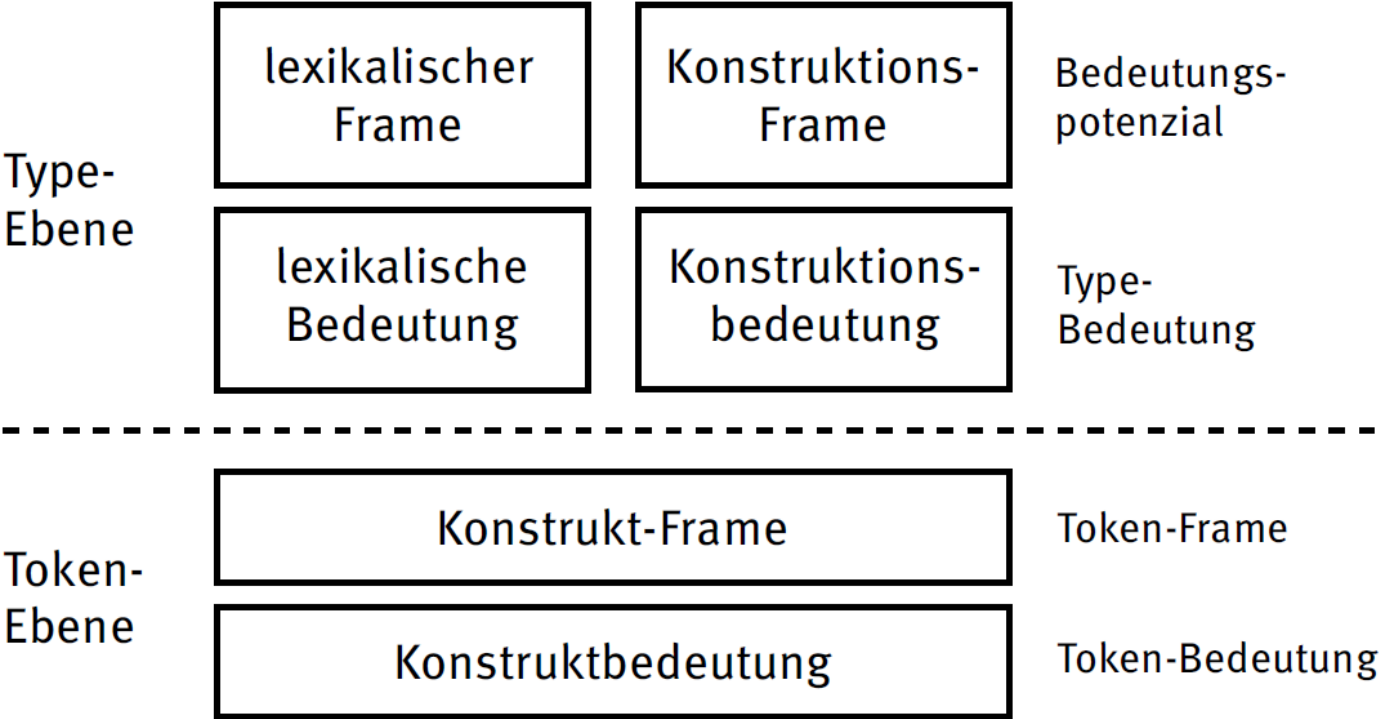 Type-
Ebene
lexikalischer
Frame
Konstruktions-
Frame
Bedeutungs-
potenzial
lexikalische
Bedeutung
Konstruktions-
bedeutung
Type-
Bedeutung
Token-
Ebene
Konstrukt-Frame
Token-Frame
Konstruktbedeutung
Token-Bedeutung